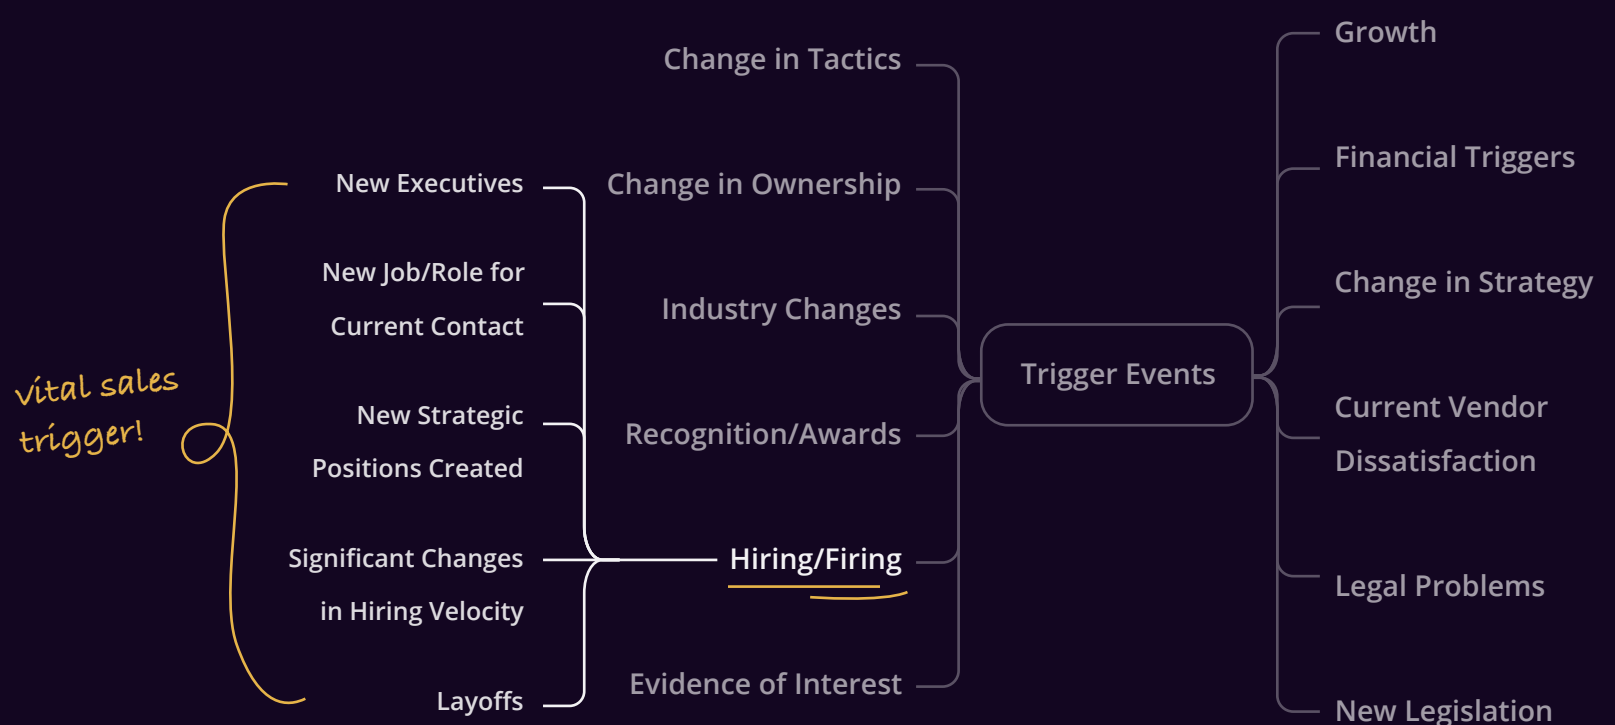 vital sales
trigger!
New Executives
New Job/Role for
Current Contact
New Strategic
Positions Created
Significant Changes
in Hiring Velocity
Layoffs
Change in Tactics
Change in Ownership
Industry Changes
Recognition/Awards
Hiring/Firing
Evidence of Interest
Trigger Events
Growth
Financial Triggers
Change in Strategy
Current Vendor
Dissatisfaction
Legal Problems
New Legislation